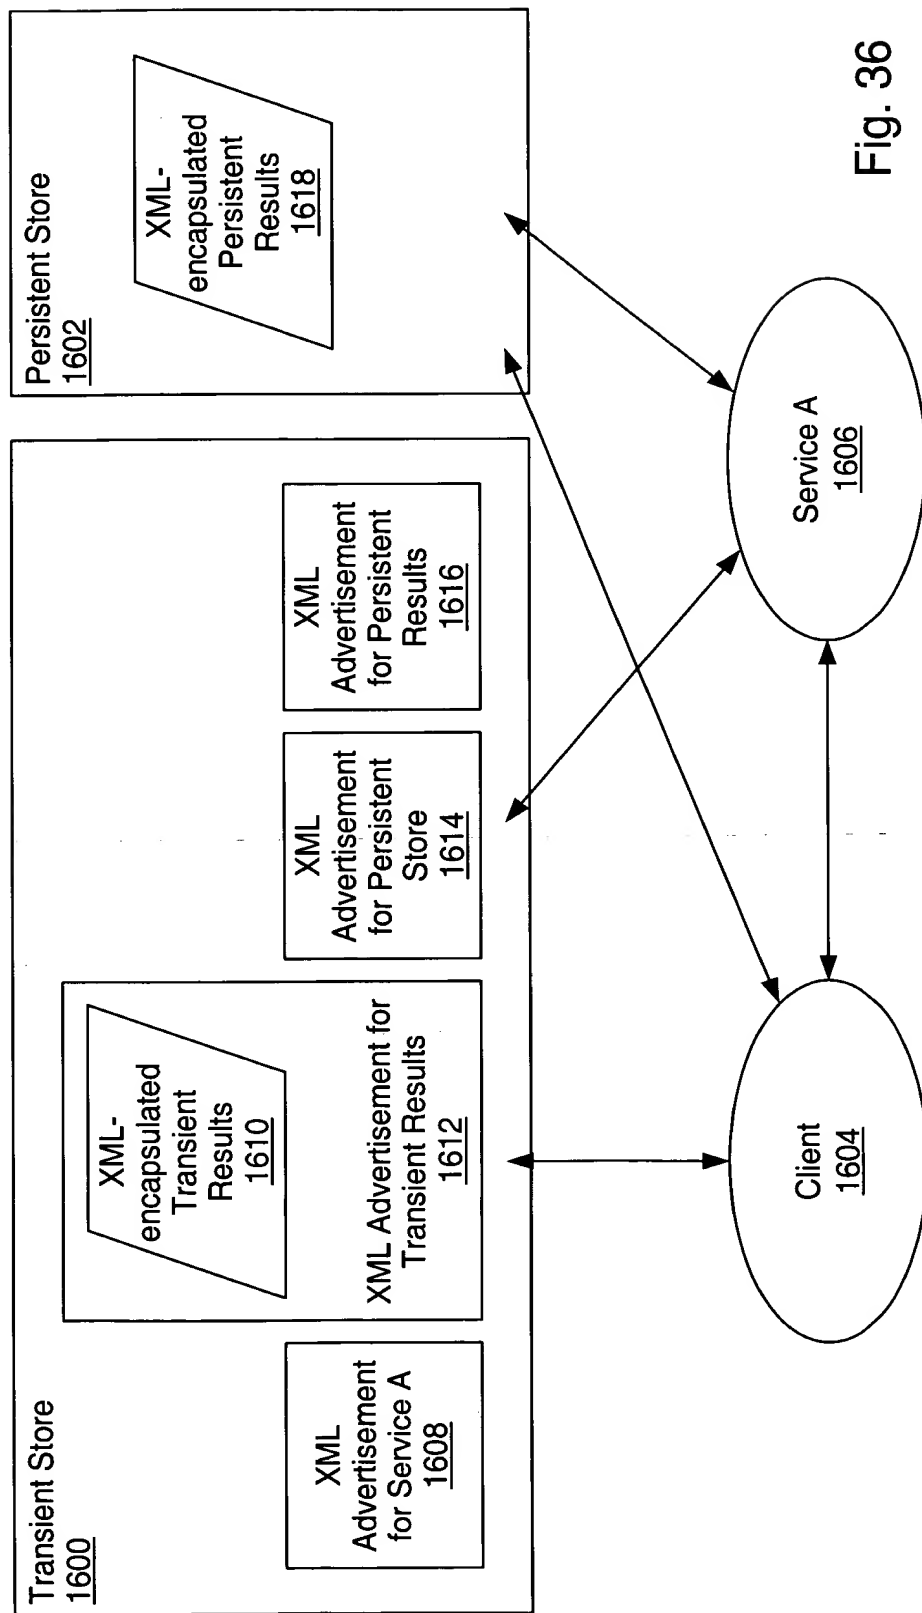 Transient Store
1600
XML
Advertisement
for Service A
1608
XML-
encapsulated
Transient
Results
1610
XML Advertisement for
Transient Results
1612
XML
Advertisement
for Persistent
Store
1614
XML
Advertisement
for Persistent
Results
1616
Persistent Store
1602
XML-
encapsulated
Persistent
Results
1618
Client
1604
Service A
1606
Fig. 36